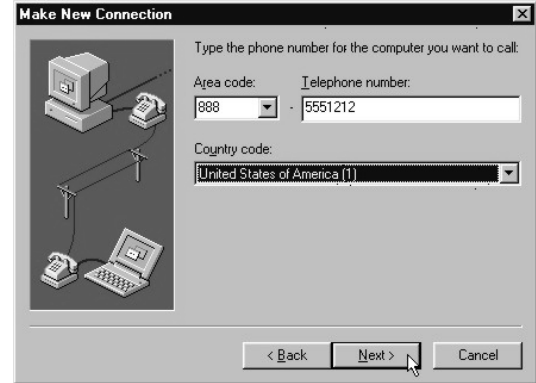 Make New Connection
Type the phone number for the computer you want to call:
Area code: Telephone number:
888 - 5551212
Country code:
United States of America (1)
< Back Next > Cancel